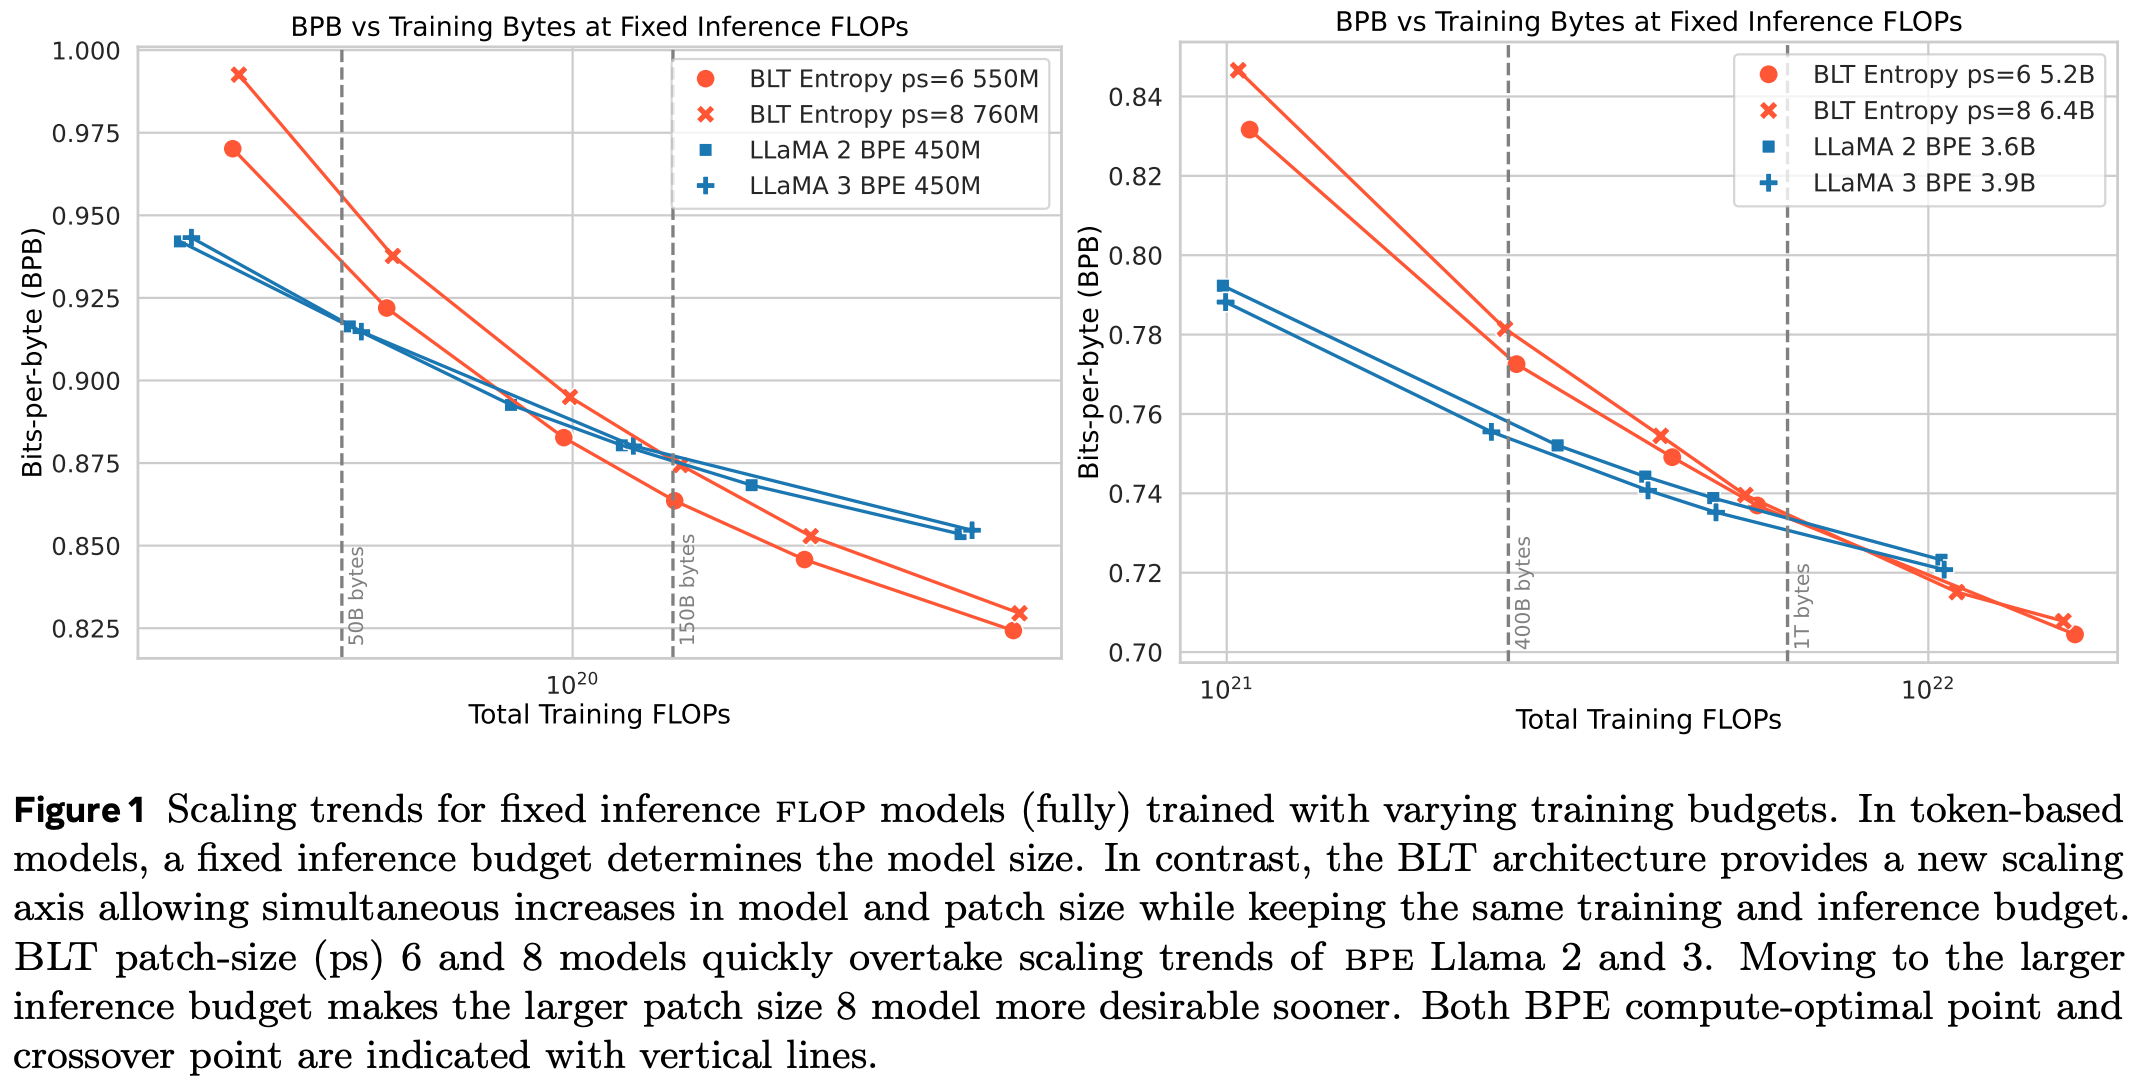 BPB vs Training Bytes at Fixed Inference FLOPs
Bits-per-byte (BPB)
1.000
0.975
0.950
0.925
0.900
0.875
0.850
0.825
BLT Entropy ps=6 550M
BLT Entropy ps=8 760M
LLaMA 2 BPE 450M
LLaMA 3 BPE 450M
50B bytes
150B bytes
10²⁰
Total Training FLOPs
BPB vs Training Bytes at Fixed Inference FLOPs
Bits-per-byte (BPB)
0.84
0.82
0.80
0.78
0.76
0.74
0.72
0.70
BLT Entropy ps=6 5.2B
BLT Entropy ps=8 6.4B
LLaMA 2 BPE 3.6B
LLaMA 3 BPE 3.9B
400B bytes
1T bytes
10²¹
10²²
Total Training FLOPs
Figure 1 Scaling trends for fixed inference FLOP models (fully) trained with varying training budgets. In token-based
models, a fixed inference budget determines the model size. In contrast, the BLT architecture provides a new scaling
axis allowing simultaneous increases in model and patch size while keeping the same training and inference budget.
BLT patch-size (ps) 6 and 8 models quickly overtake scaling trends of BPE Llama 2 and 3. Moving to the larger
inference budget makes the larger patch size 8 model more desirable sooner. Both BPE compute-optimal point and
crossover point are indicated with vertical lines.